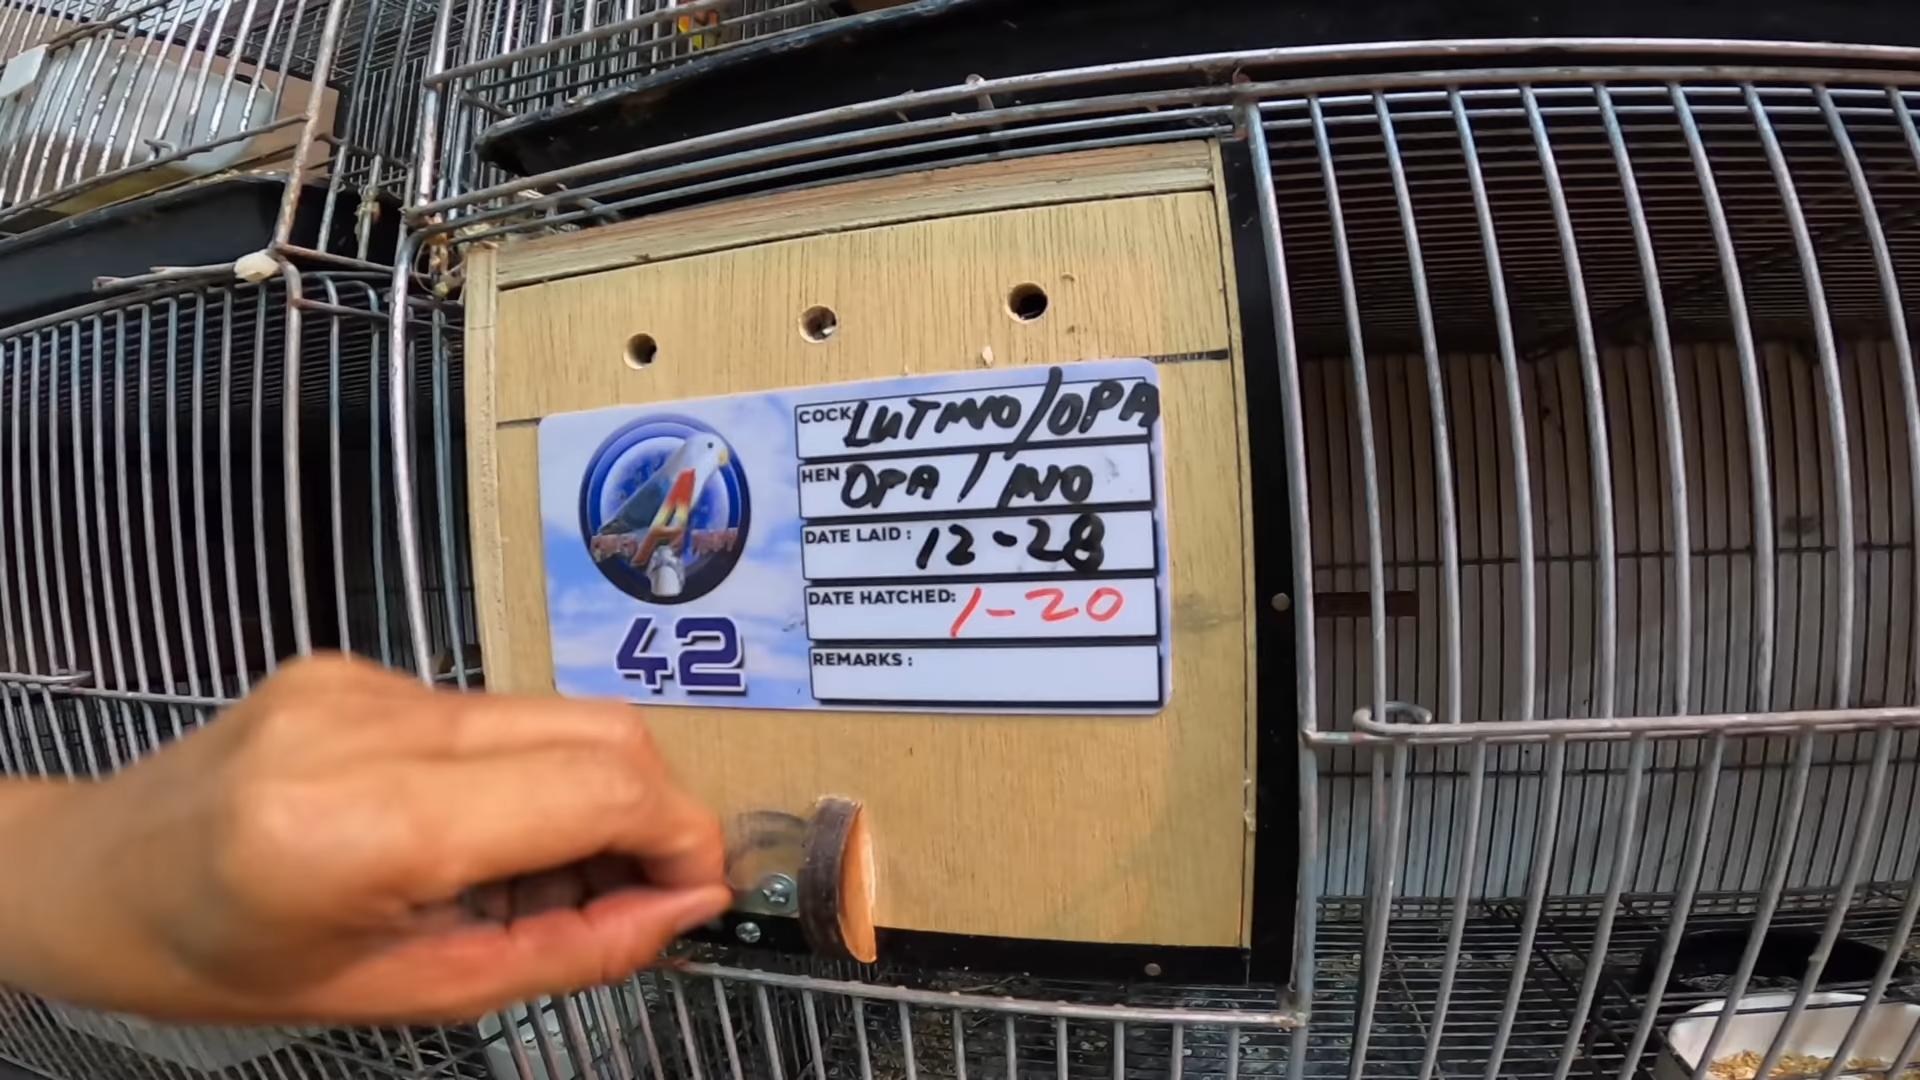 COCK: LUTINO/OPA
HEN OPA / INO
DATE LAID: 12-28
DATE HATCHED: 1-20
REMARKS:
42